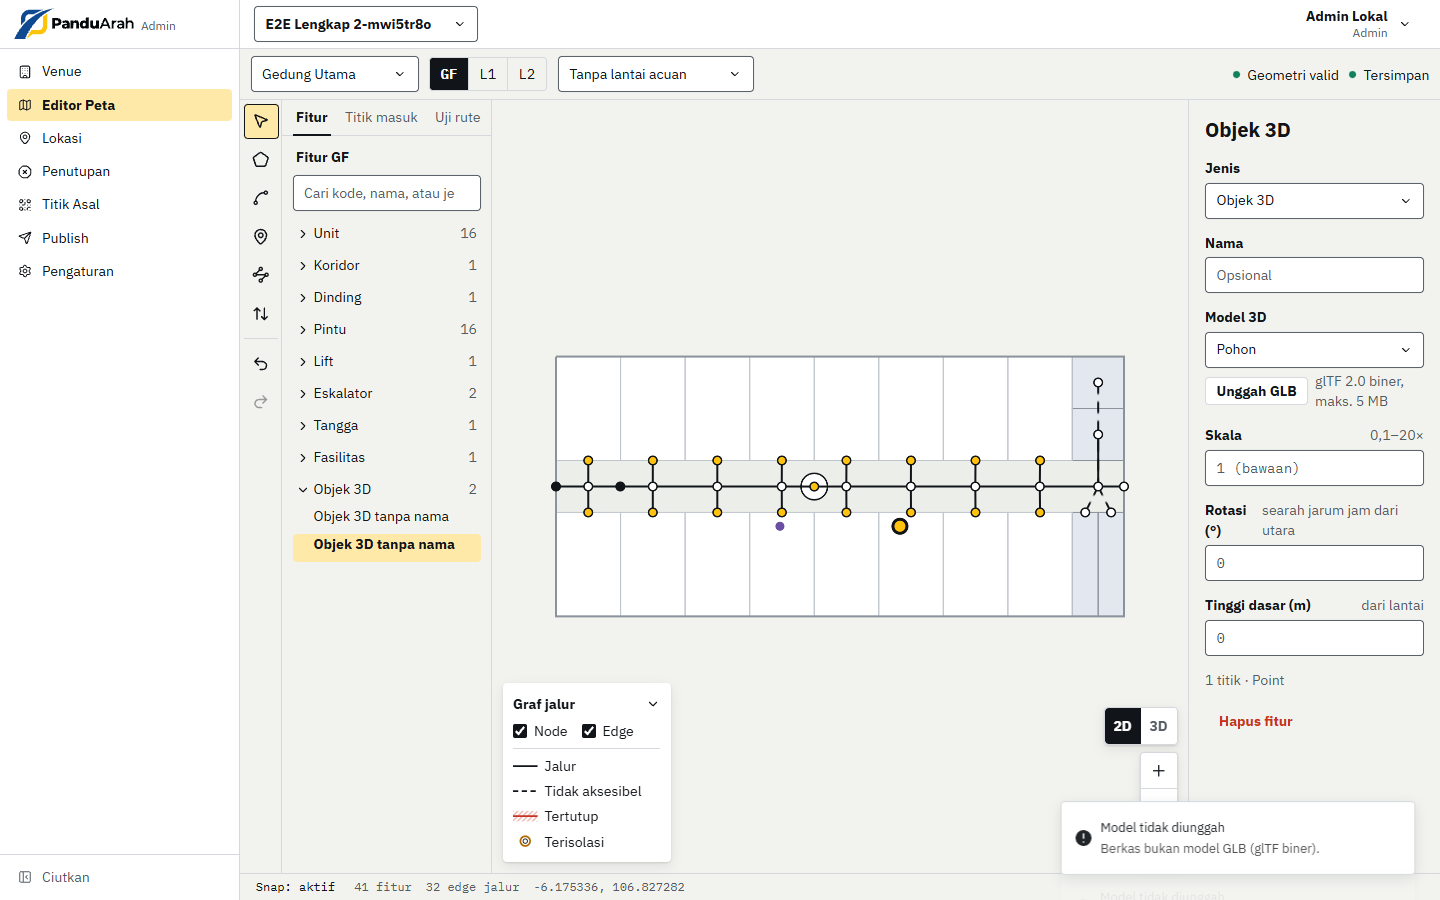 PanduArah Admin
E2E Lengkap 2-mwi5tr8o
Admin Lokal
Admin
Venue
Editor Peta
Lokasi
Penutupan
Titik Asal
Publish
Pengaturan
Ciutkan
Gedung Utama
GF
L1
L2
Tanpa lantai acuan
Geometri valid
Tersimpan
Fitur
Titik masuk
Uji rute
Fitur GF
Cari kode, nama, atau je
Unit 16
Koridor 1
Dinding 1
Pintu 16
Lift 1
Eskalator 2
Tangga 1
Fasilitas 1
Objek 3D 2
Objek 3D tanpa nama
Objek 3D tanpa nama
Graf jalur
Node
Edge
Jalur
Tidak aksesibel
Tertutup
Terisolasi
2D
3D
+
Objek 3D
Jenis
Objek 3D
Nama
Opsional
Model 3D
Pohon
Unggah GLB
glTF 2.0 biner,
maks. 5 MB
Skala 0,1–20×
1 (bawaan)
Rotasi (°) searah jarum jam dari utara
0
Tinggi dasar (m) dari lantai
0
1 titik · Point
Hapus fitur
Model tidak diunggah
Berkas bukan model GLB (glTF biner).
Model tidak diunggah
Snap: aktif 41 fitur 32 edge jalur -6.175336, 106.827282